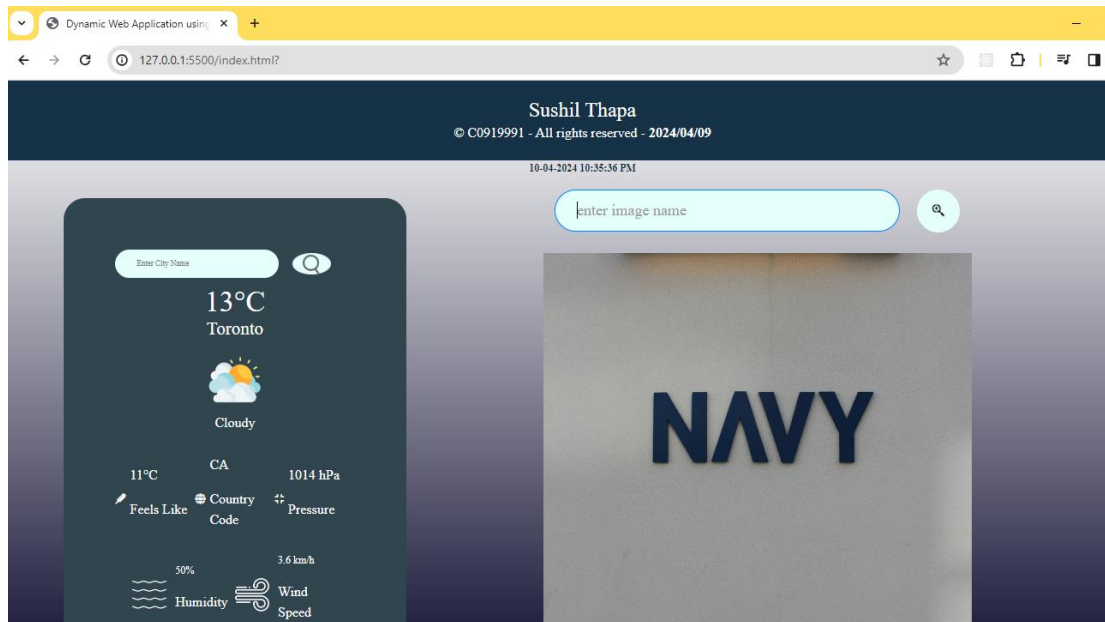 Dynamic Web Application using
127.0.0.1:5500/index.html?
Sushil Thapa
© C0919991 - All rights reserved - 2024/04/09
10-04-2024 10:35:36 PM
enter image name
Enter City Name
13°C
Toronto
Cloudy
11°C
Feels Like
CA
Country
Code
1014 hPa
Pressure
50%
Humidity
3.6 km/h
Wind
Speed
NAVY